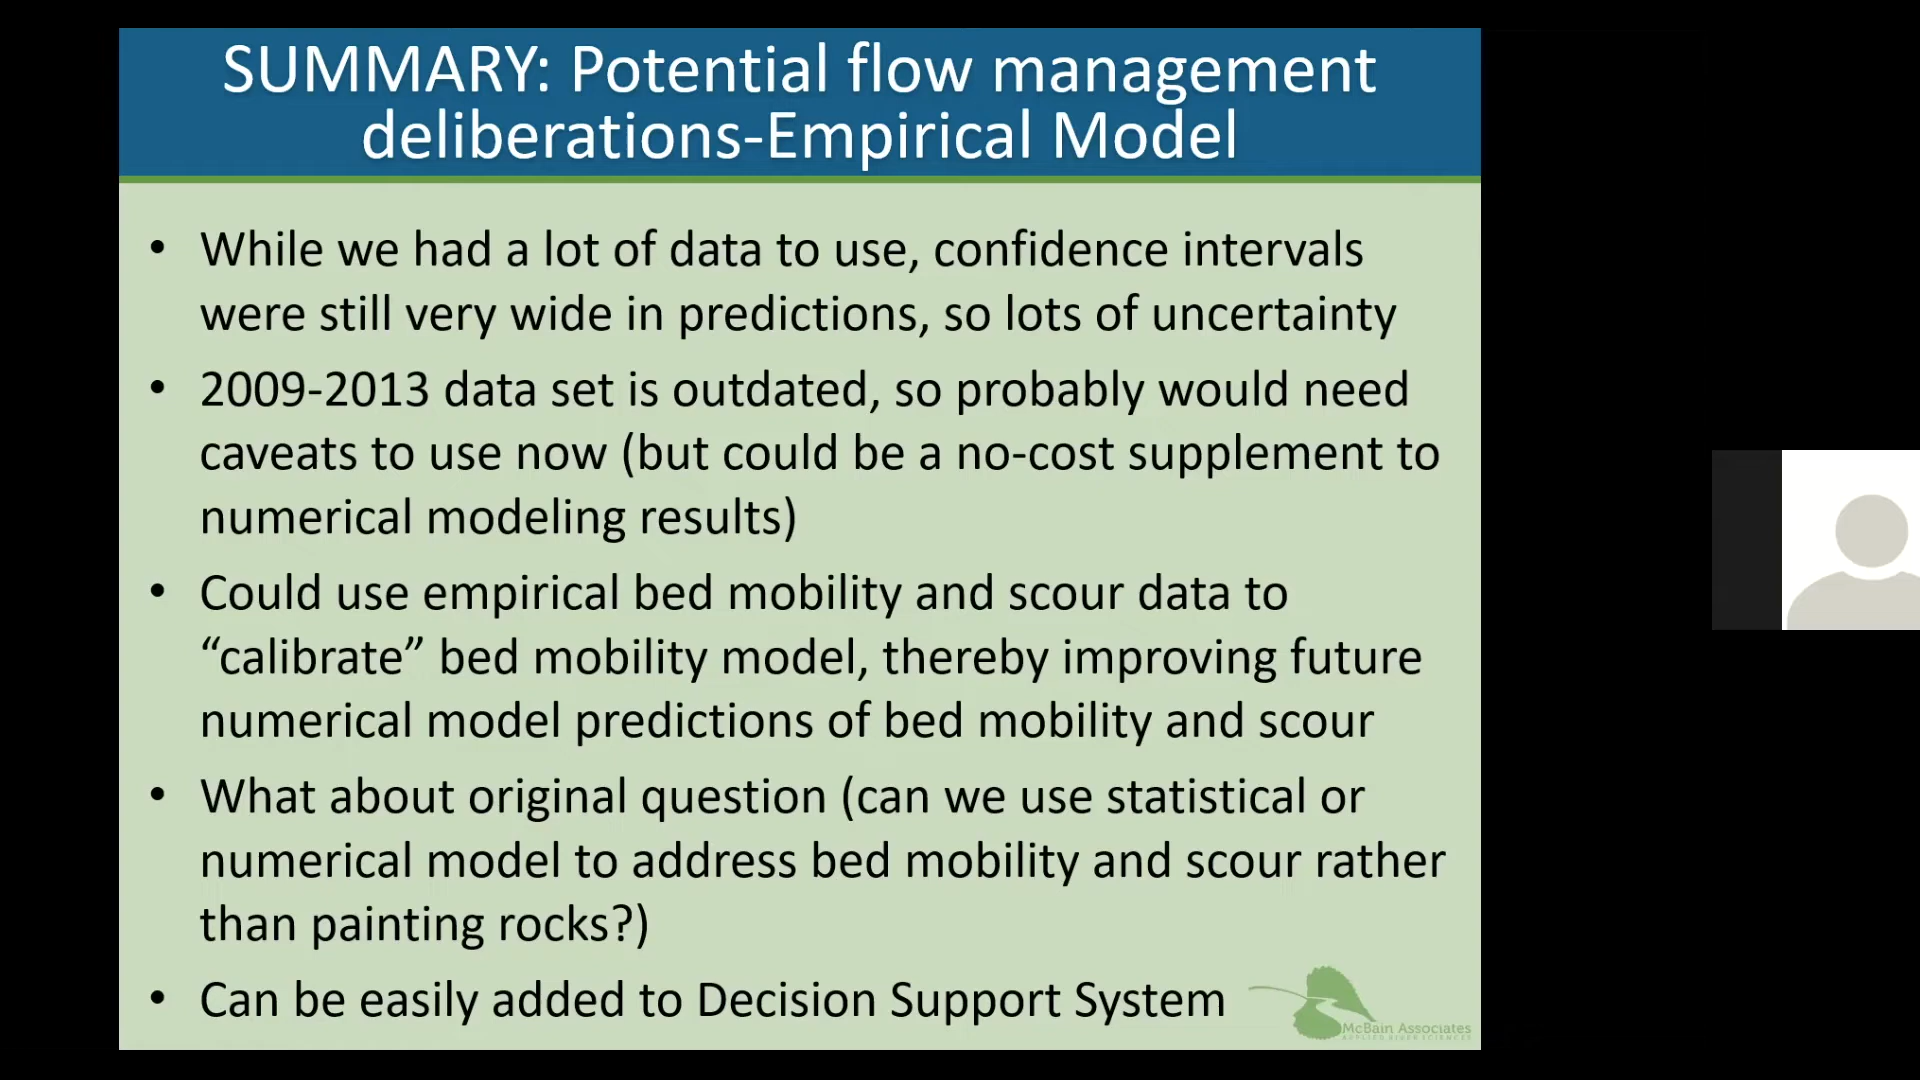 SUMMARY: Potential flow management
deliberations-Empirical Model
• While we had a lot of data to use, confidence intervals
were still very wide in predictions, so lots of uncertainty
• 2009-2013 data set is outdated, so probably would need
caveats to use now (but could be a no-cost supplement to
numerical modeling results)
• Could use empirical bed mobility and scour data to
“calibrate” bed mobility model, thereby improving future
numerical model predictions of bed mobility and scour
• What about original question (can we use statistical or
numerical model to address bed mobility and scour rather
than painting rocks?)
• Can be easily added to Decision Support System
McBain Associates
APPLIED RIVER SCIENCES